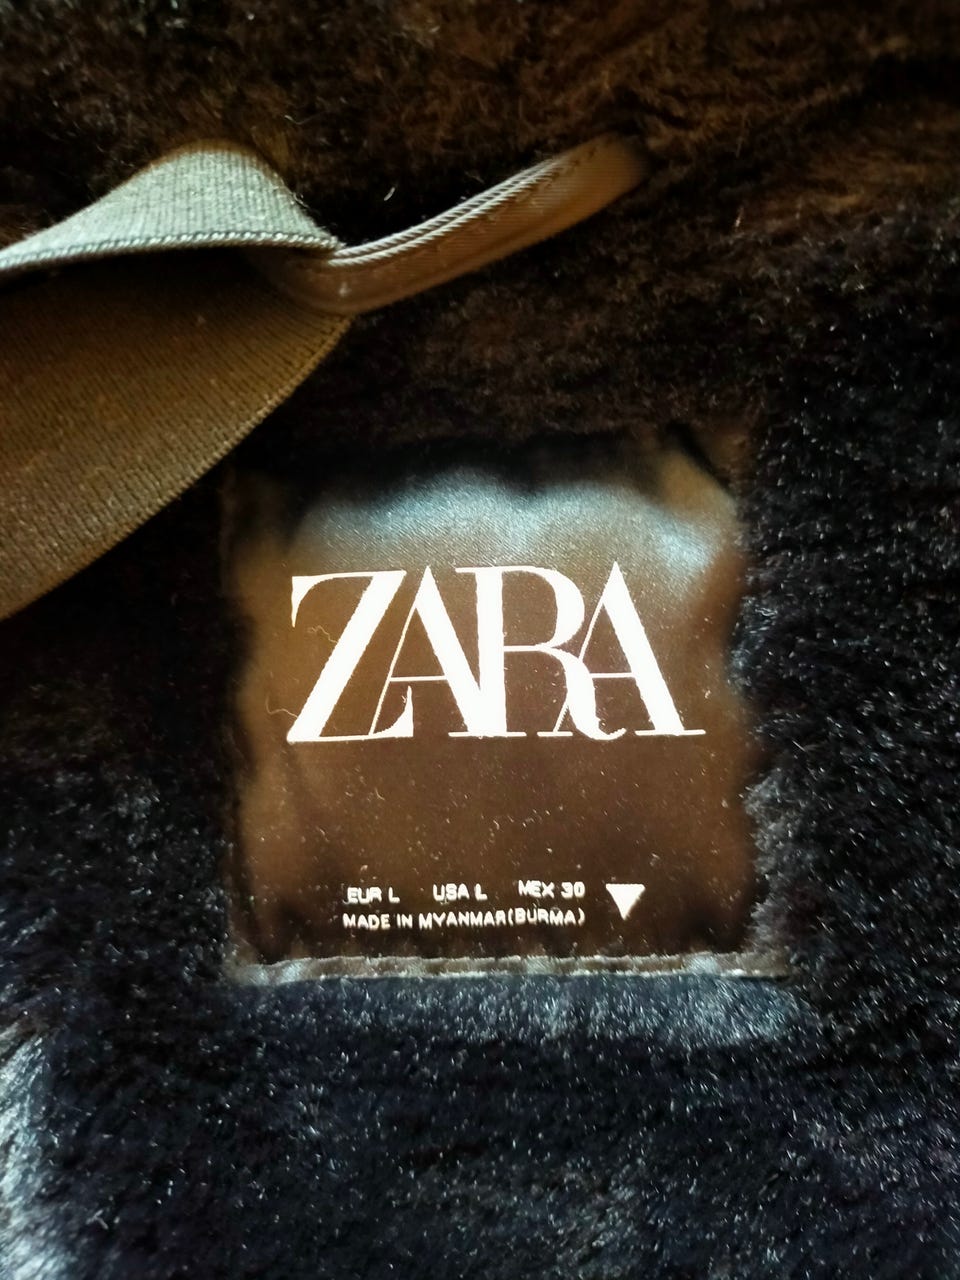 ZARA
EUR L USA L MEX 30
MADE IN MYANMAR(BURMA)